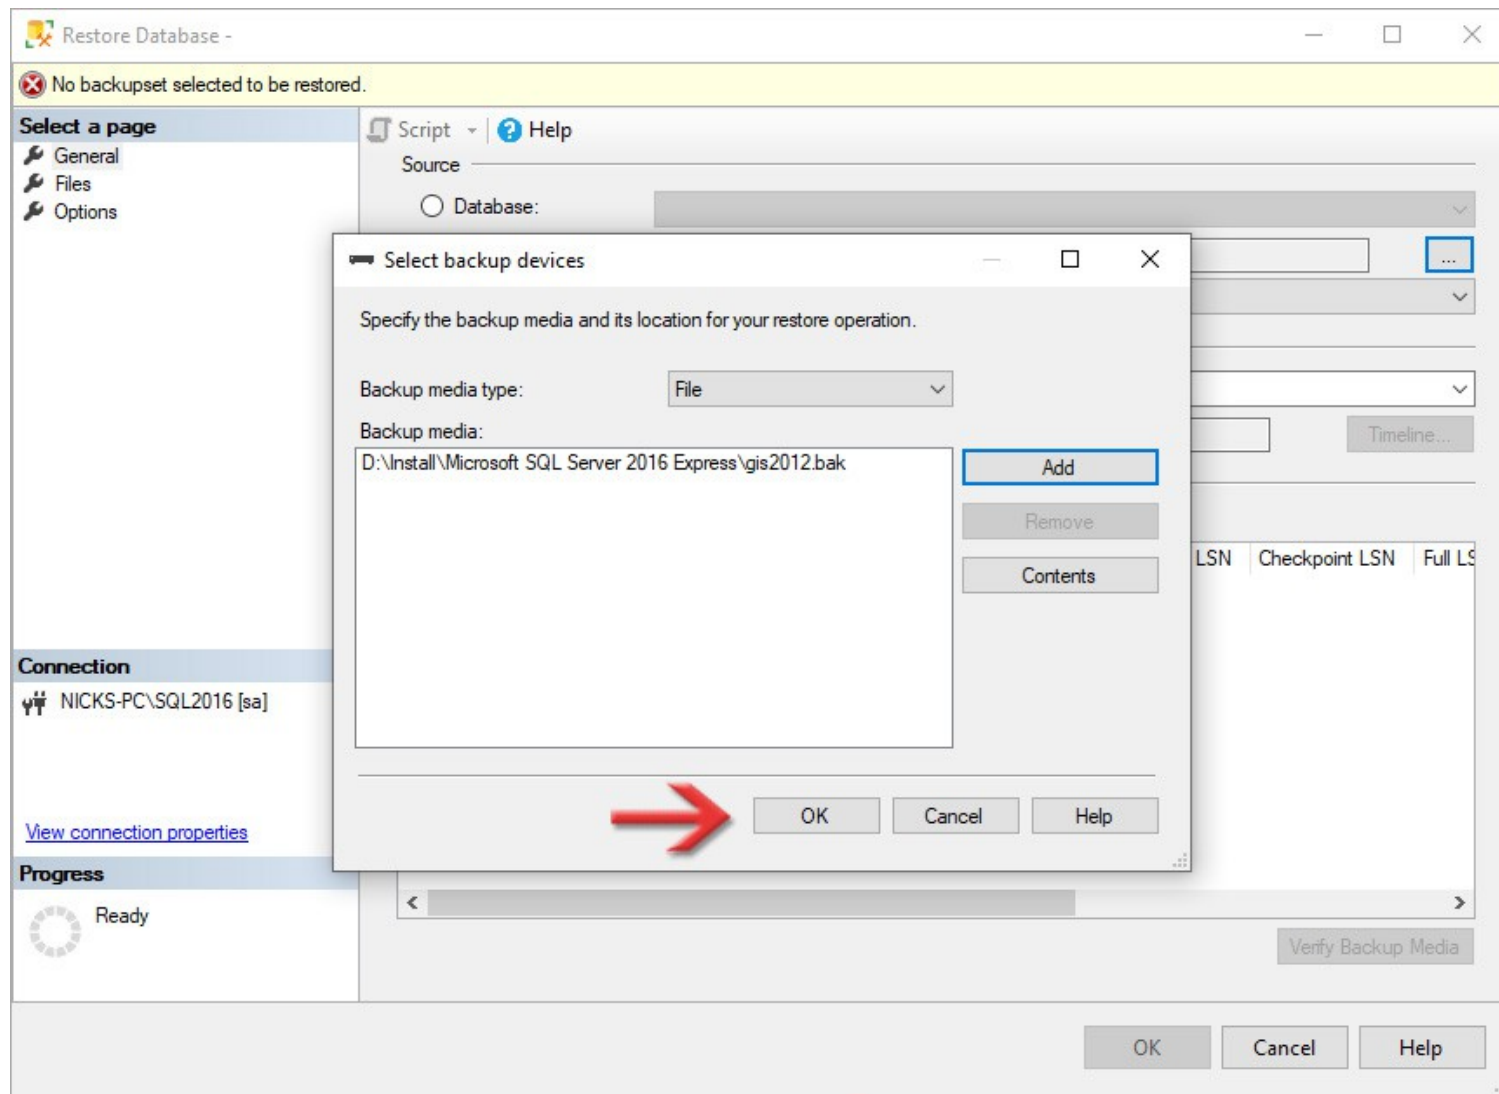 Restore Database -
No backupset selected to be restored.
Select a page
General
Files
Options
Script
Help
Source
Database:
...
Select backup devices
Specify the backup media and its location for your restore operation.
Backup media type:
File
Backup media:
D:\Install\Microsoft SQL Server 2016 Express\gis2012.bak
Add
Remove
Contents
OK
Cancel
Help
Timeline...
LSN
Checkpoint LSN
Full LS
Connection
NICKS-PC\SQL2016 [sa]
View connection properties
Progress
Ready
Verify Backup Media
OK
Cancel
Help